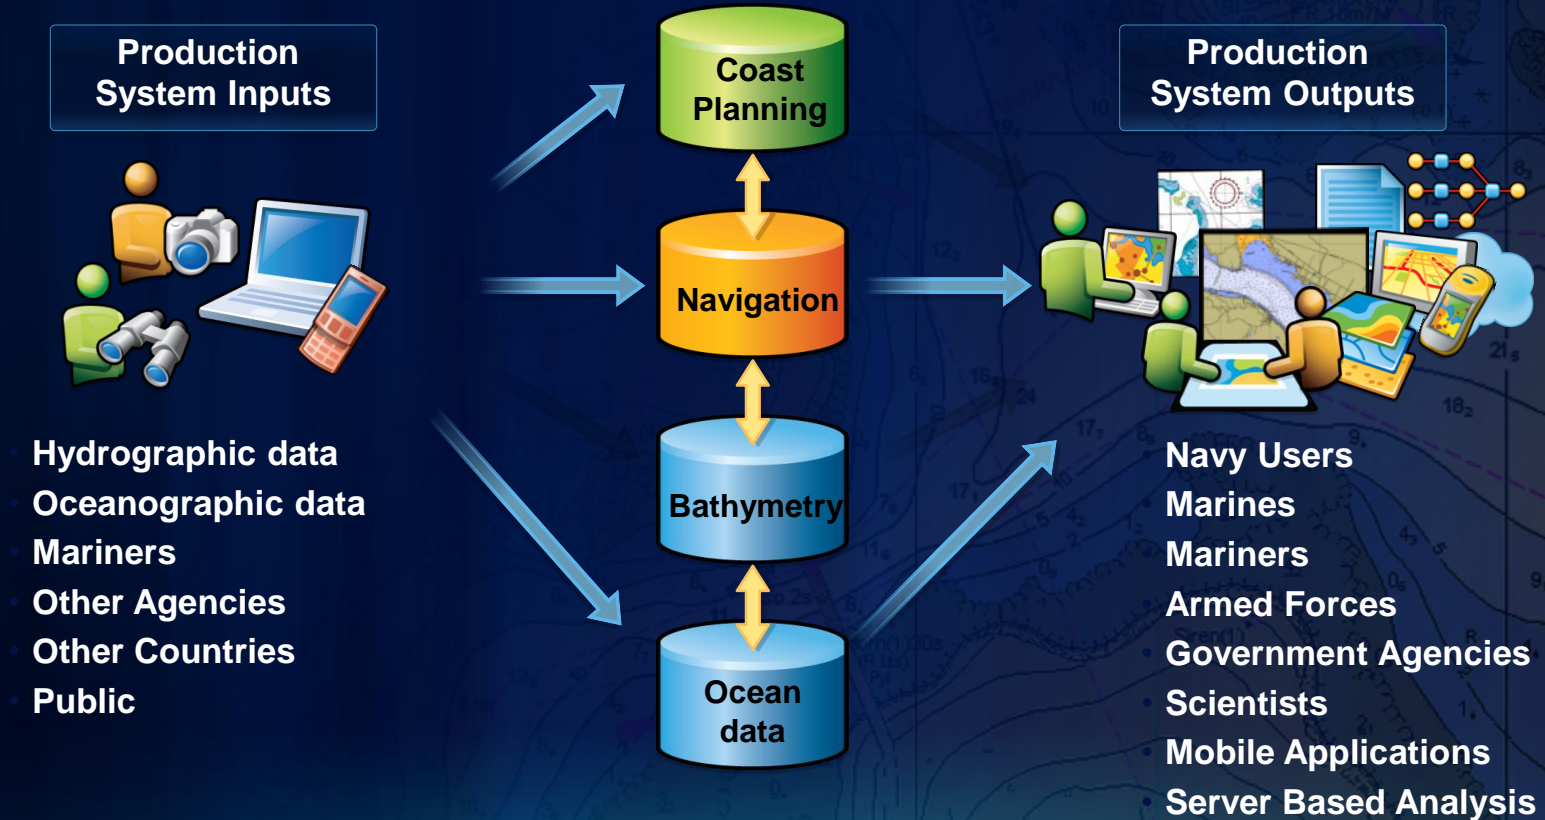 Production
System Inputs
Hydrographic data
Oceanographic data
Mariners
Other Agencies
Other Countries
Public
Coast
Planning
Navigation
Bathymetry
Ocean
data
Production
System Outputs
Navy Users
Marines
Mariners
Armed Forces
Government Agencies
Scientists
Mobile Applications
Server Based Analysis